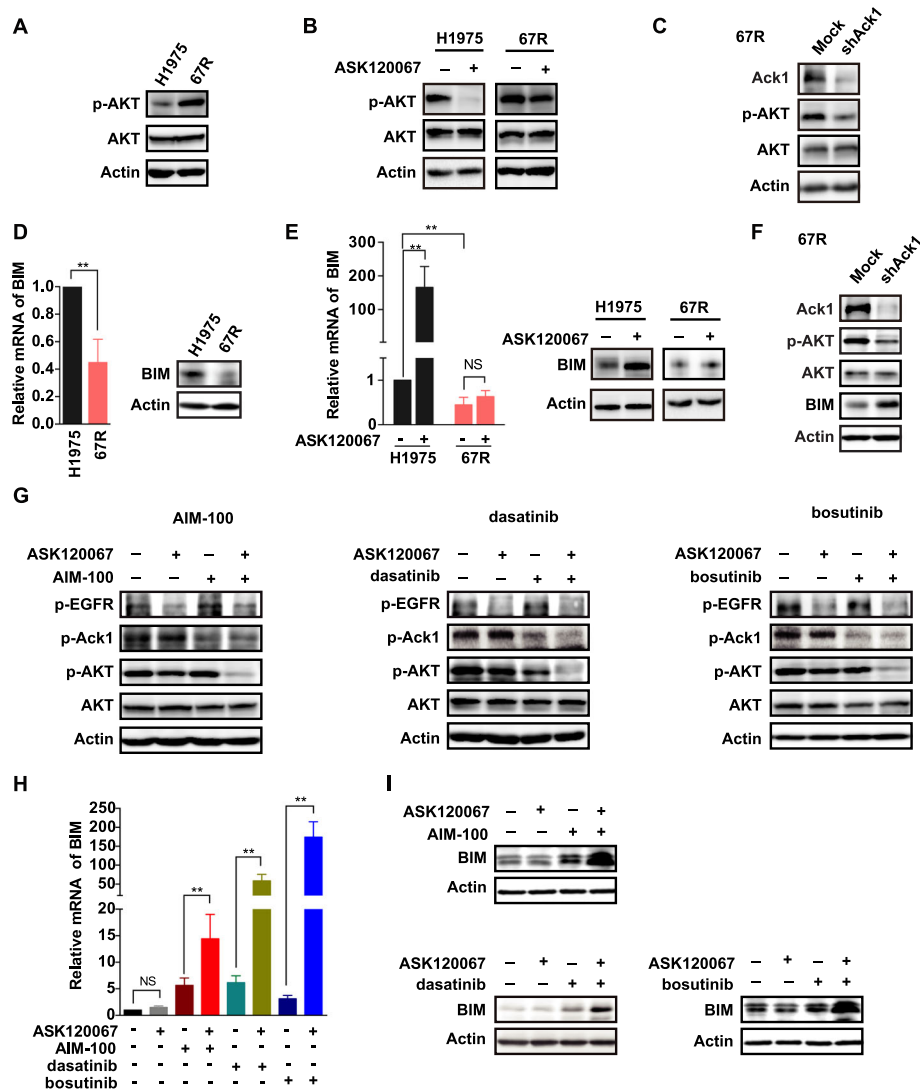 A
H1975
67R
p-AKT
AKT
Actin
B
H1975
67R
ASK120067
– + – +
p-AKT
AKT
Actin
C
67R
Mock
shAck1
Ack1
p-AKT
AKT
Actin
D
Relative mRNA of BIM
**
1.0
0.8
0.6
0.4
0.2
0.0
H1975
67R
H1975
67R
BIM
Actin
E
Relative mRNA of BIM
300
200
100
1
0
**
**
NS
ASK120067 - + - +
H1975
67R
H1975
67R
ASK120067 – + – +
BIM
Actin
F
67R
Mock
shAck1
Ack1
p-AKT
AKT
BIM
Actin
G
AIM-100
ASK120067 – + – +
AIM-100 – – + +
p-EGFR
p-Ack1
p-AKT
AKT
Actin
dasatinib
ASK120067 – + – +
dasatinib – – + +
p-EGFR
p-Ack1
p-AKT
AKT
Actin
bosutinib
ASK120067 – + – +
bosutinib – – + +
p-EGFR
p-Ack1
p-AKT
AKT
Actin
H
Relative mRNA of BIM
250
200
150
100
50
20
15
10
5
0
NS
**
**
**
ASK120067 - + - + - + - +
AIM-100 - - + + - - - -
dasatinib - - - - + + - -
bosutinib - - - - - - + +
I
ASK120067 – + – +
AIM-100 – – + +
BIM
Actin
ASK120067 – + – +
dasatinib – – + +
BIM
Actin
ASK120067 – + – +
bosutinib – – + +
BIM
Actin